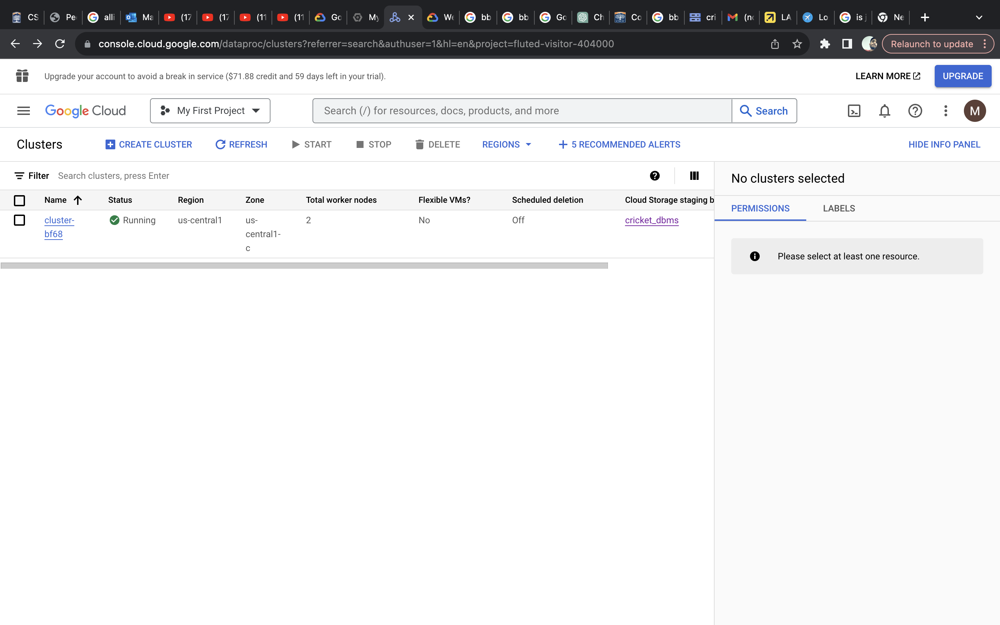 CS Pe alli Ma (17 (17 (11 (11 Go My We bb bb Go Ch Co bb cri (no LA Lo is j Ne
console.cloud.google.com/dataproc/clusters?referrer=search&authuser=1&hl=en&project=fluted-visitor-404000
Relaunch to update
Upgrade your account to avoid a break in service ($71.88 credit and 59 days left in your trial).
LEARN MORE
UPGRADE
Google Cloud
My First Project
Search (/) for resources, docs, products, and more
Search
M
Clusters
CREATE CLUSTER
REFRESH
START
STOP
DELETE
REGIONS
5 RECOMMENDED ALERTS
HIDE INFO PANEL
Filter Search clusters, press Enter
Name Status Region Zone Total worker nodes Flexible VMs? Scheduled deletion Cloud Storage staging b
cluster- Running us-central1 us- 2 No Off cricket_dbms
bf68 central1-
c
No clusters selected
PERMISSIONS LABELS
Please select at least one resource.